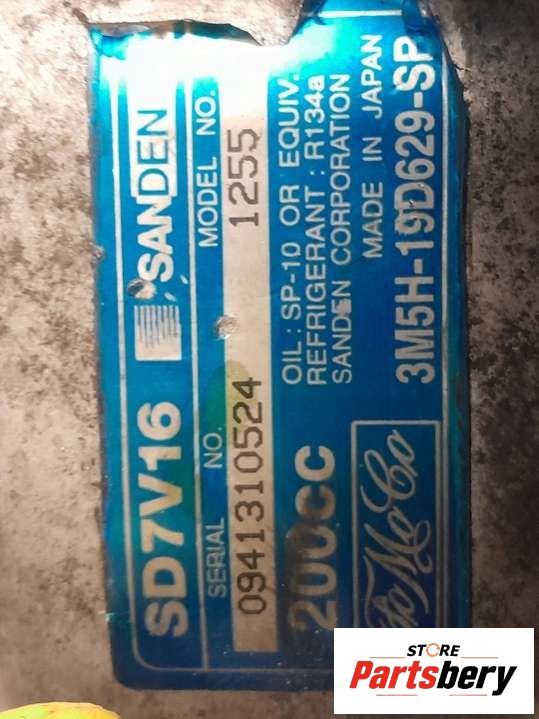 SD7V16 SANDEN
SERIAL NO. MODEL NO.
0941310524 1255
200CC
OIL : SP-10 OR EQUIV.
REFRIGERANT : R134a
SANDEN CORPORATION
MADE IN JAPAN
FoMoCo 3M5H-19D629-SP
STORE
Partsbery